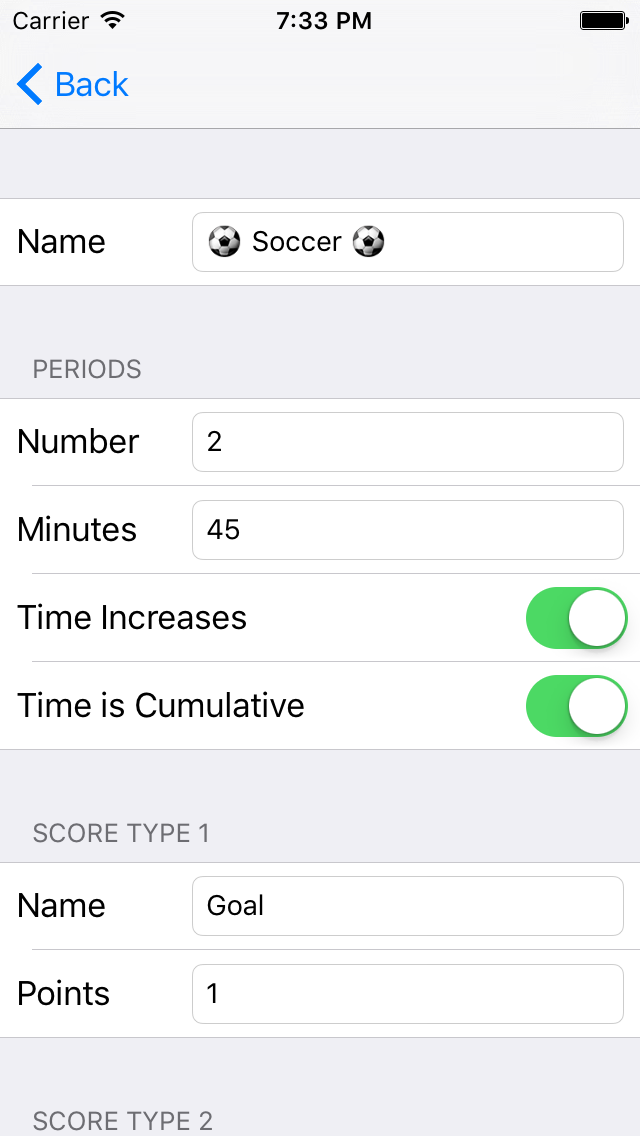 Carrier 7:33 PM
Back
Name ⚽ Soccer ⚽
PERIODS
Number 2
Minutes 45
Time Increases
Time is Cumulative
SCORE TYPE 1
Name Goal
Points 1
SCORE TYPE 2